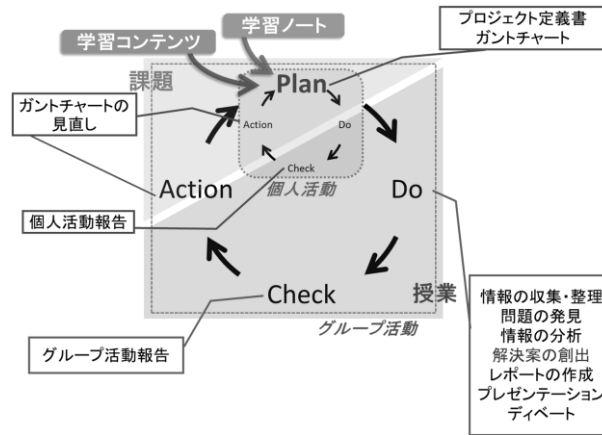 学習ノート
学習コンテンツ
プロジェクト定義書
ガントチャート
課題
Plan
ガントチャートの
見直し
Action
Do
Check
個人活動
Action
Do
個人活動報告
Check
授業
グループ活動
グループ活動報告
情報の収集・整理
問題の発見
情報の分析
解決案の創出
レポートの作成
プレゼンテーション
ディベート